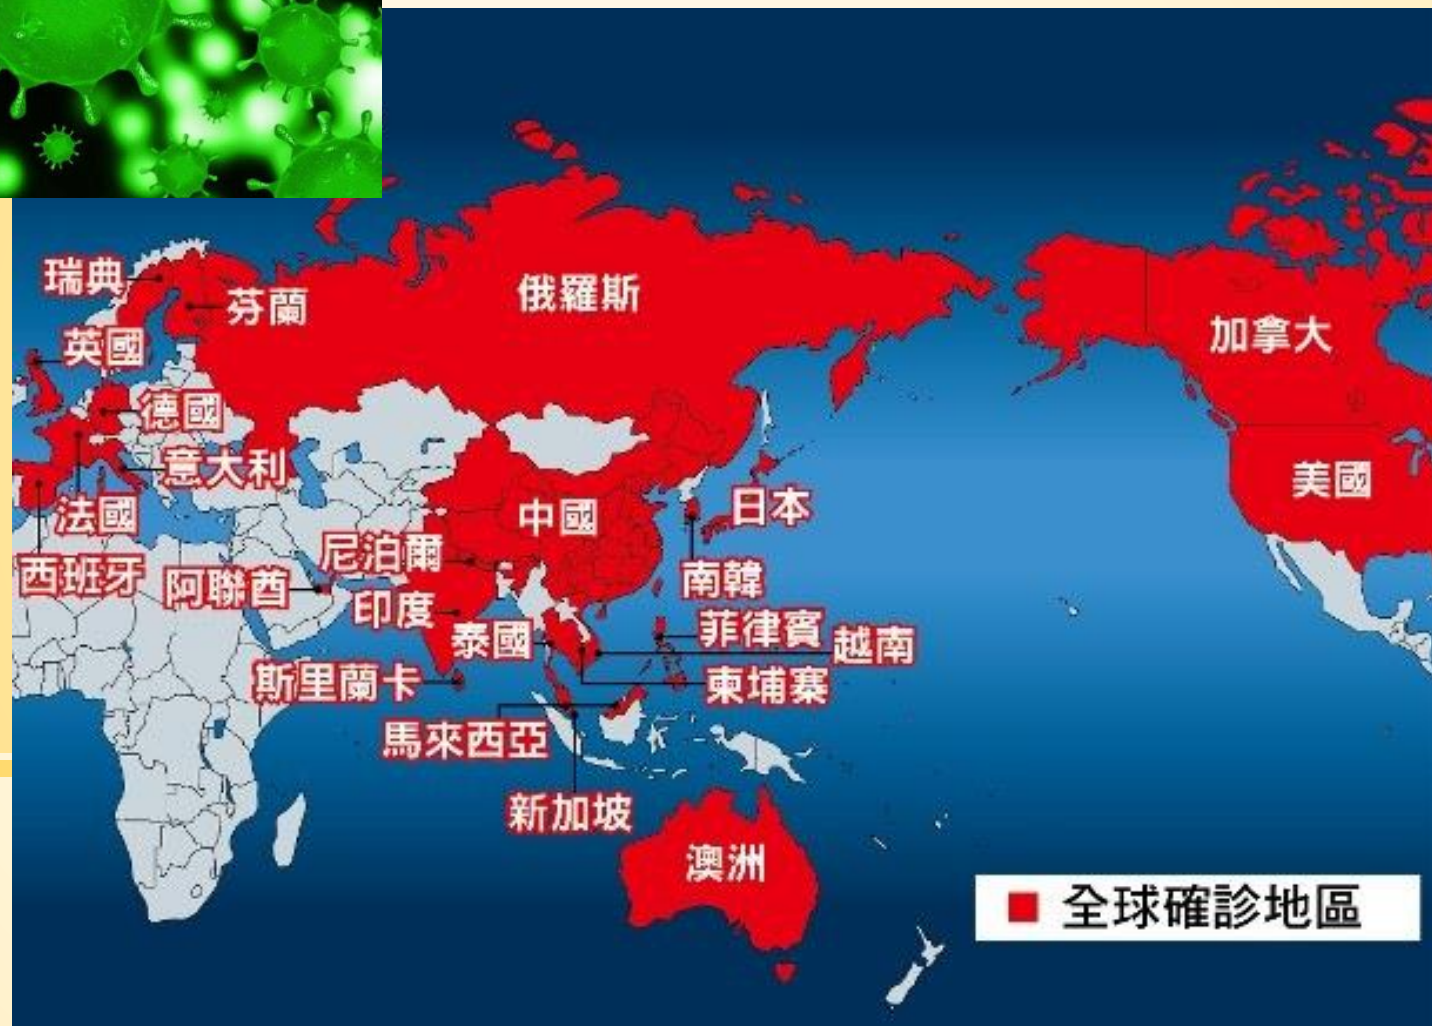 瑞典
芬蘭
俄羅斯
英國
加拿大
德國
意大利
美國
法國
中國
日本
尼泊爾
西班牙
阿聯酋
南韓
印度
泰國
菲律賓
越南
斯里蘭卡
柬埔寨
馬來西亞
新加坡
澳洲
全球確診地區